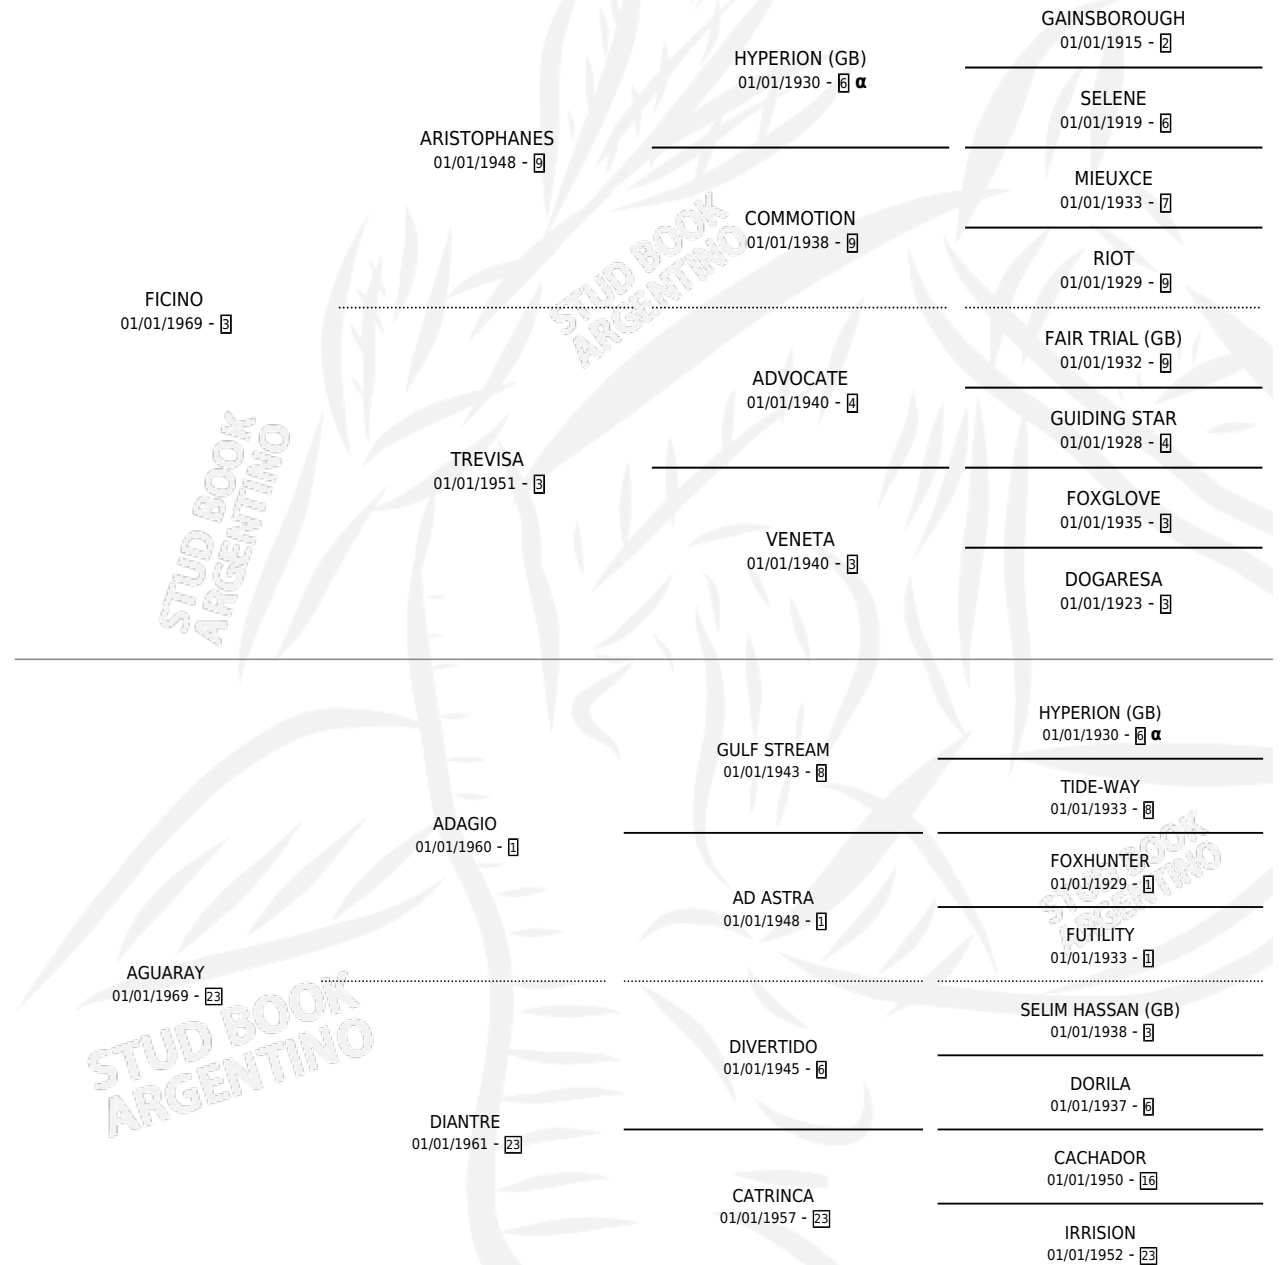 GAINSBOROUGH
01/01/1915 - 2
HYPERION (GB)
01/01/1930 - 6 α
SELENE
01/01/1919 - 6
ARISTOPHANES
01/01/1948 - 9
MIEUXCE
01/01/1933 - 7
COMMOTION
01/01/1938 - 9
RIOT
01/01/1929 - 9
FICINO
01/01/1969 - 3
FAIR TRIAL (GB)
01/01/1932 - 9
ADVOCATE
01/01/1940 - 4
GUIDING STAR
01/01/1928 - 4
TREVISA
01/01/1951 - 3
FOXGLOVE
01/01/1935 - 3
VENETA
01/01/1940 - 3
DOGARESA
01/01/1923 - 3
HYPERION (GB)
01/01/1930 - 6 α
GULF STREAM
01/01/1943 - 8
TIDE-WAY
01/01/1933 - 8
ADAGIO
01/01/1960 - 1
FOXHUNTER
01/01/1929 - 1
AD ASTRA
01/01/1948 - 1
FUTILITY
01/01/1933 - 1
AGUARAY
01/01/1969 - 23
SELIM HASSAN (GB)
01/01/1938 - 3
DIVERTIDO
01/01/1945 - 6
DORILA
01/01/1937 - 6
DIANTRE
01/01/1961 - 23
CACHADOR
01/01/1950 - 16
CATRINCA
01/01/1957 - 23
IRRISION
01/01/1952 - 23
STUD BOOK
ARGENTINO
STUD BOOK
ARGENTINO
STUD BOOK
ARGENTINO
STUD BOOK
ARGENTINO